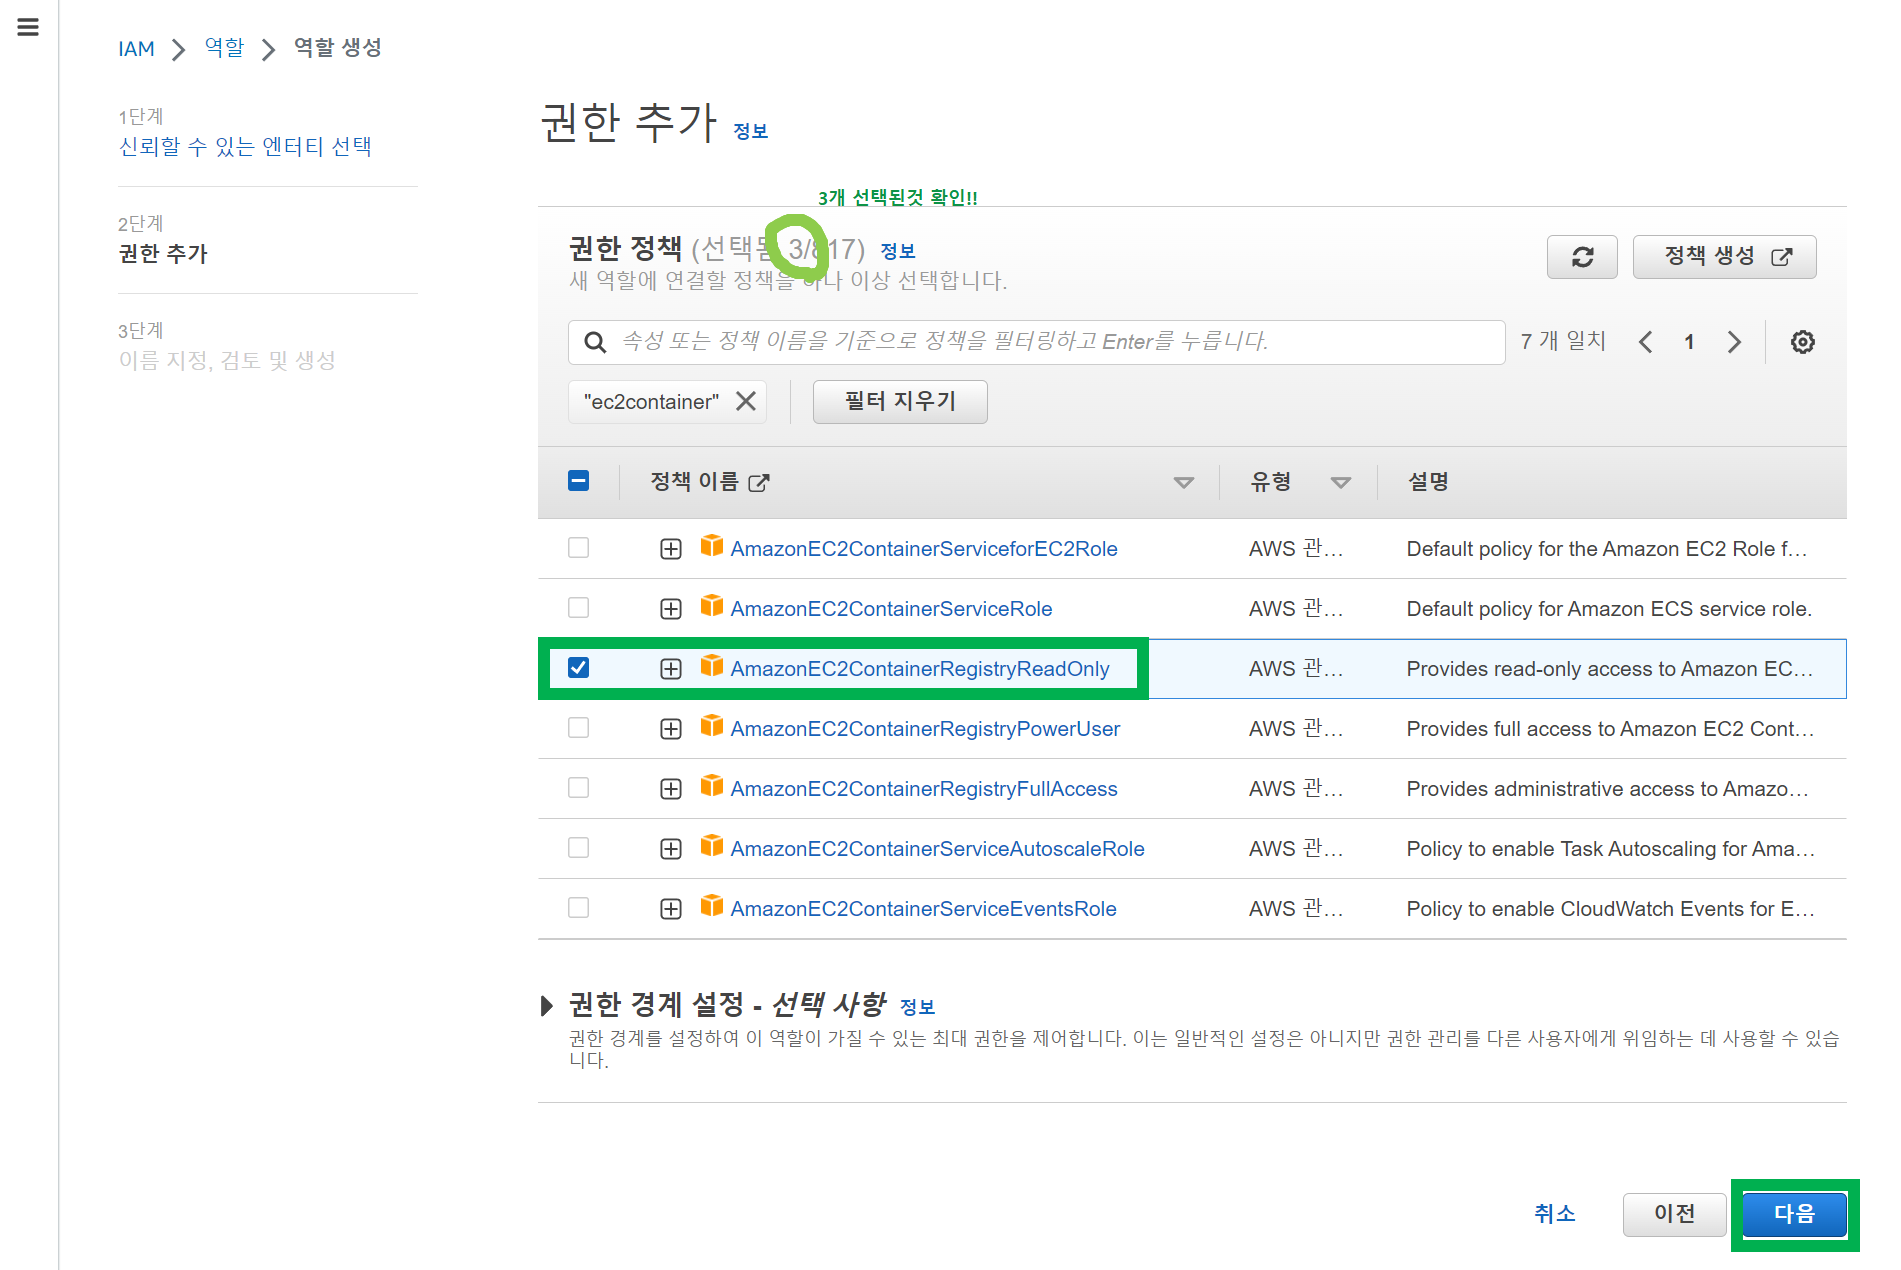 IAM > 역할 > 역할 생성
1단계
신뢰할 수 있는 엔터티 선택
2단계
권한 추가
3단계
이름 지정, 검토 및 생성
권한 추가 정보
3개 선택된것 확인!!
권한 정책 (선택됨 3/817) 정보
새 역할에 연결할 정책을 하나 이상 선택합니다.
정책 생성
속성 또는 정책 이름을 기준으로 정책을 필터링하고 Enter를 누릅니다.
7 개 일치
1
"ec2container"
필터 지우기
정책 이름 유형 설명
AmazonEC2ContainerServiceforEC2Role AWS 관... Default policy for the Amazon EC2 Role f...
AmazonEC2ContainerServiceRole AWS 관... Default policy for Amazon ECS service role.
AmazonEC2ContainerRegistryReadOnly AWS 관... Provides read-only access to Amazon EC...
AmazonEC2ContainerRegistryPowerUser AWS 관... Provides full access to Amazon EC2 Cont...
AmazonEC2ContainerRegistryFullAccess AWS 관... Provides administrative access to Amazo...
AmazonEC2ContainerServiceAutoscaleRole AWS 관... Policy to enable Task Autoscaling for Ama...
AmazonEC2ContainerServiceEventsRole AWS 관... Policy to enable CloudWatch Events for E...
권한 경계 설정 - 선택 사항 정보
권한 경계를 설정하여 이 역할이 가질 수 있는 최대 권한을 제어합니다. 이는 일반적인 설정은 아니지만 권한 관리를 다른 사용자에게 위임하는 데 사용할 수 있습
니다.
취소
이전
다음